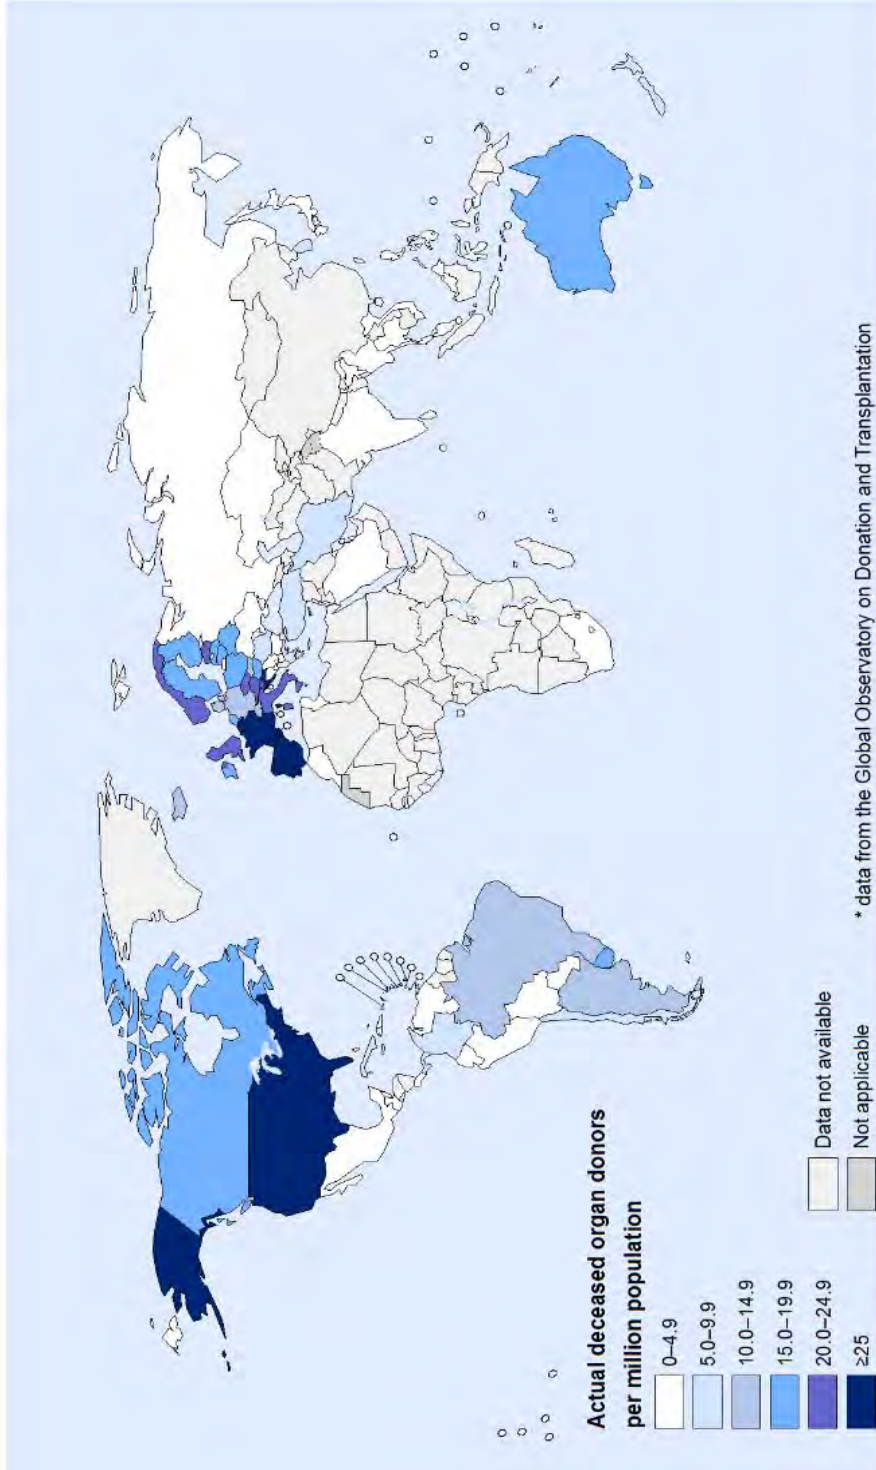 Actual deceased organ donors
per million population
0–4.9
5.0–9.9
10.0–14.9
15.0–19.9
20.0–24.9
≥25
Data not available
Not applicable
* data from the Global Observatory on Donation and Transplantation